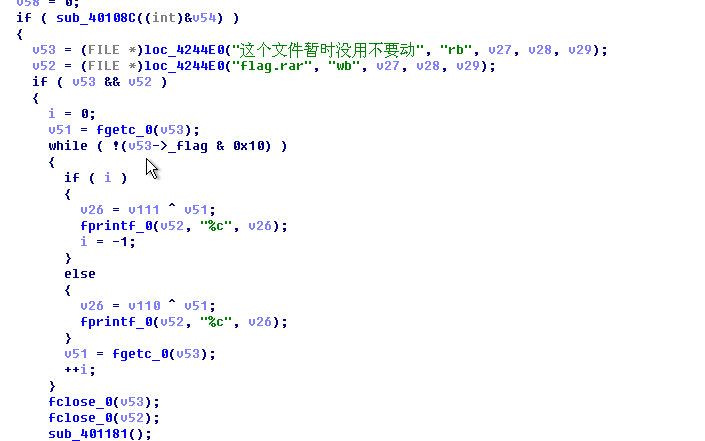 v58 = 0;
if ( sub_40108C((int)&v54) )
{
v53 = (FILE *)loc_4244E0("这个文件暂时没用不要动", "rb", v27, v28, v29);
v52 = (FILE *)loc_4244E0("flag.rar", "wb", v27, v28, v29);
if ( v53 && v52 )
{
i = 0;
v51 = fgetc_0(v53);
while ( !(v53->_flag & 0x10) )
{
if ( i )
{
v26 = v111 ^ v51;
fprintf_0(v52, "%c", v26);
i = -1;
}
else
{
v26 = v110 ^ v51;
fprintf_0(v52, "%c", v26);
}
v51 = fgetc_0(v53);
++i;
}
fclose_0(v53);
fclose_0(v52);
sub_401181();